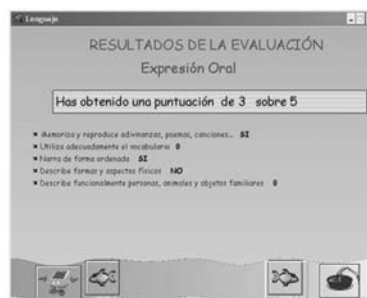 Lenguaje
RESULTADOS DE LA EVALUACIÓN
Expresión Oral
Has obtenido una puntuación de 3 sobre 5
Memoriza y reproduce adivinanzas, poemas, canciones... SI
Utiliza adecuadamente el vocabulario 0
Narra de forma ordenada SI
Describe formas y aspectos físicos NO
Describe funcionalmente personas, animales y objetos familiares 0